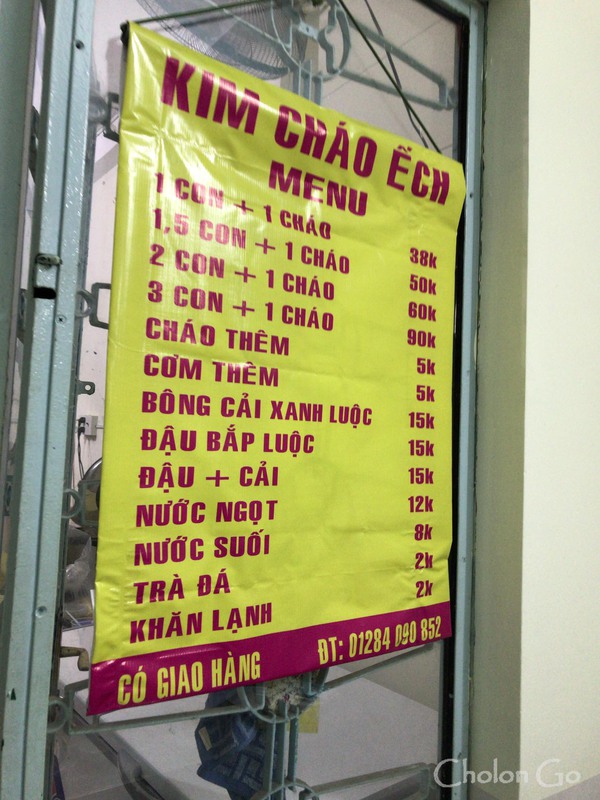 KIM CHÁO ẾCH
MENU
1 CON + 1 CHÁO 38k
1,5 CON + 1 CHÁO 50k
2 CON + 1 CHÁO 60k
3 CON + 1 CHÁO 90k
CHÁO THÊM 5k
CƠM THÊM 5k
BÔNG CẢI XANH LUỘC 15k
ĐẬU BẮP LUỘC 15k
ĐẬU + CẢI 15k
NƯỚC NGỌT 12k
NƯỚC SUỐI 8k
TRÀ ĐÁ 2k
KHĂN LẠNH 2k
CÓ GIAO HÀNG ĐT: 01284 090 852
Cholon Go